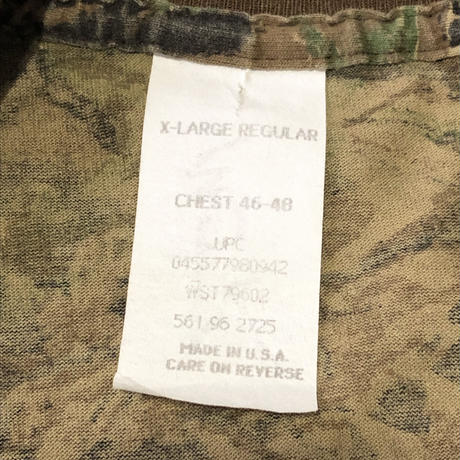 X-LARGE REGULAR
CHEST 46-48
UPC
045577980942
WST79602
561 96 2725
MADE IN U.S.A.
CARE ON REVERSE